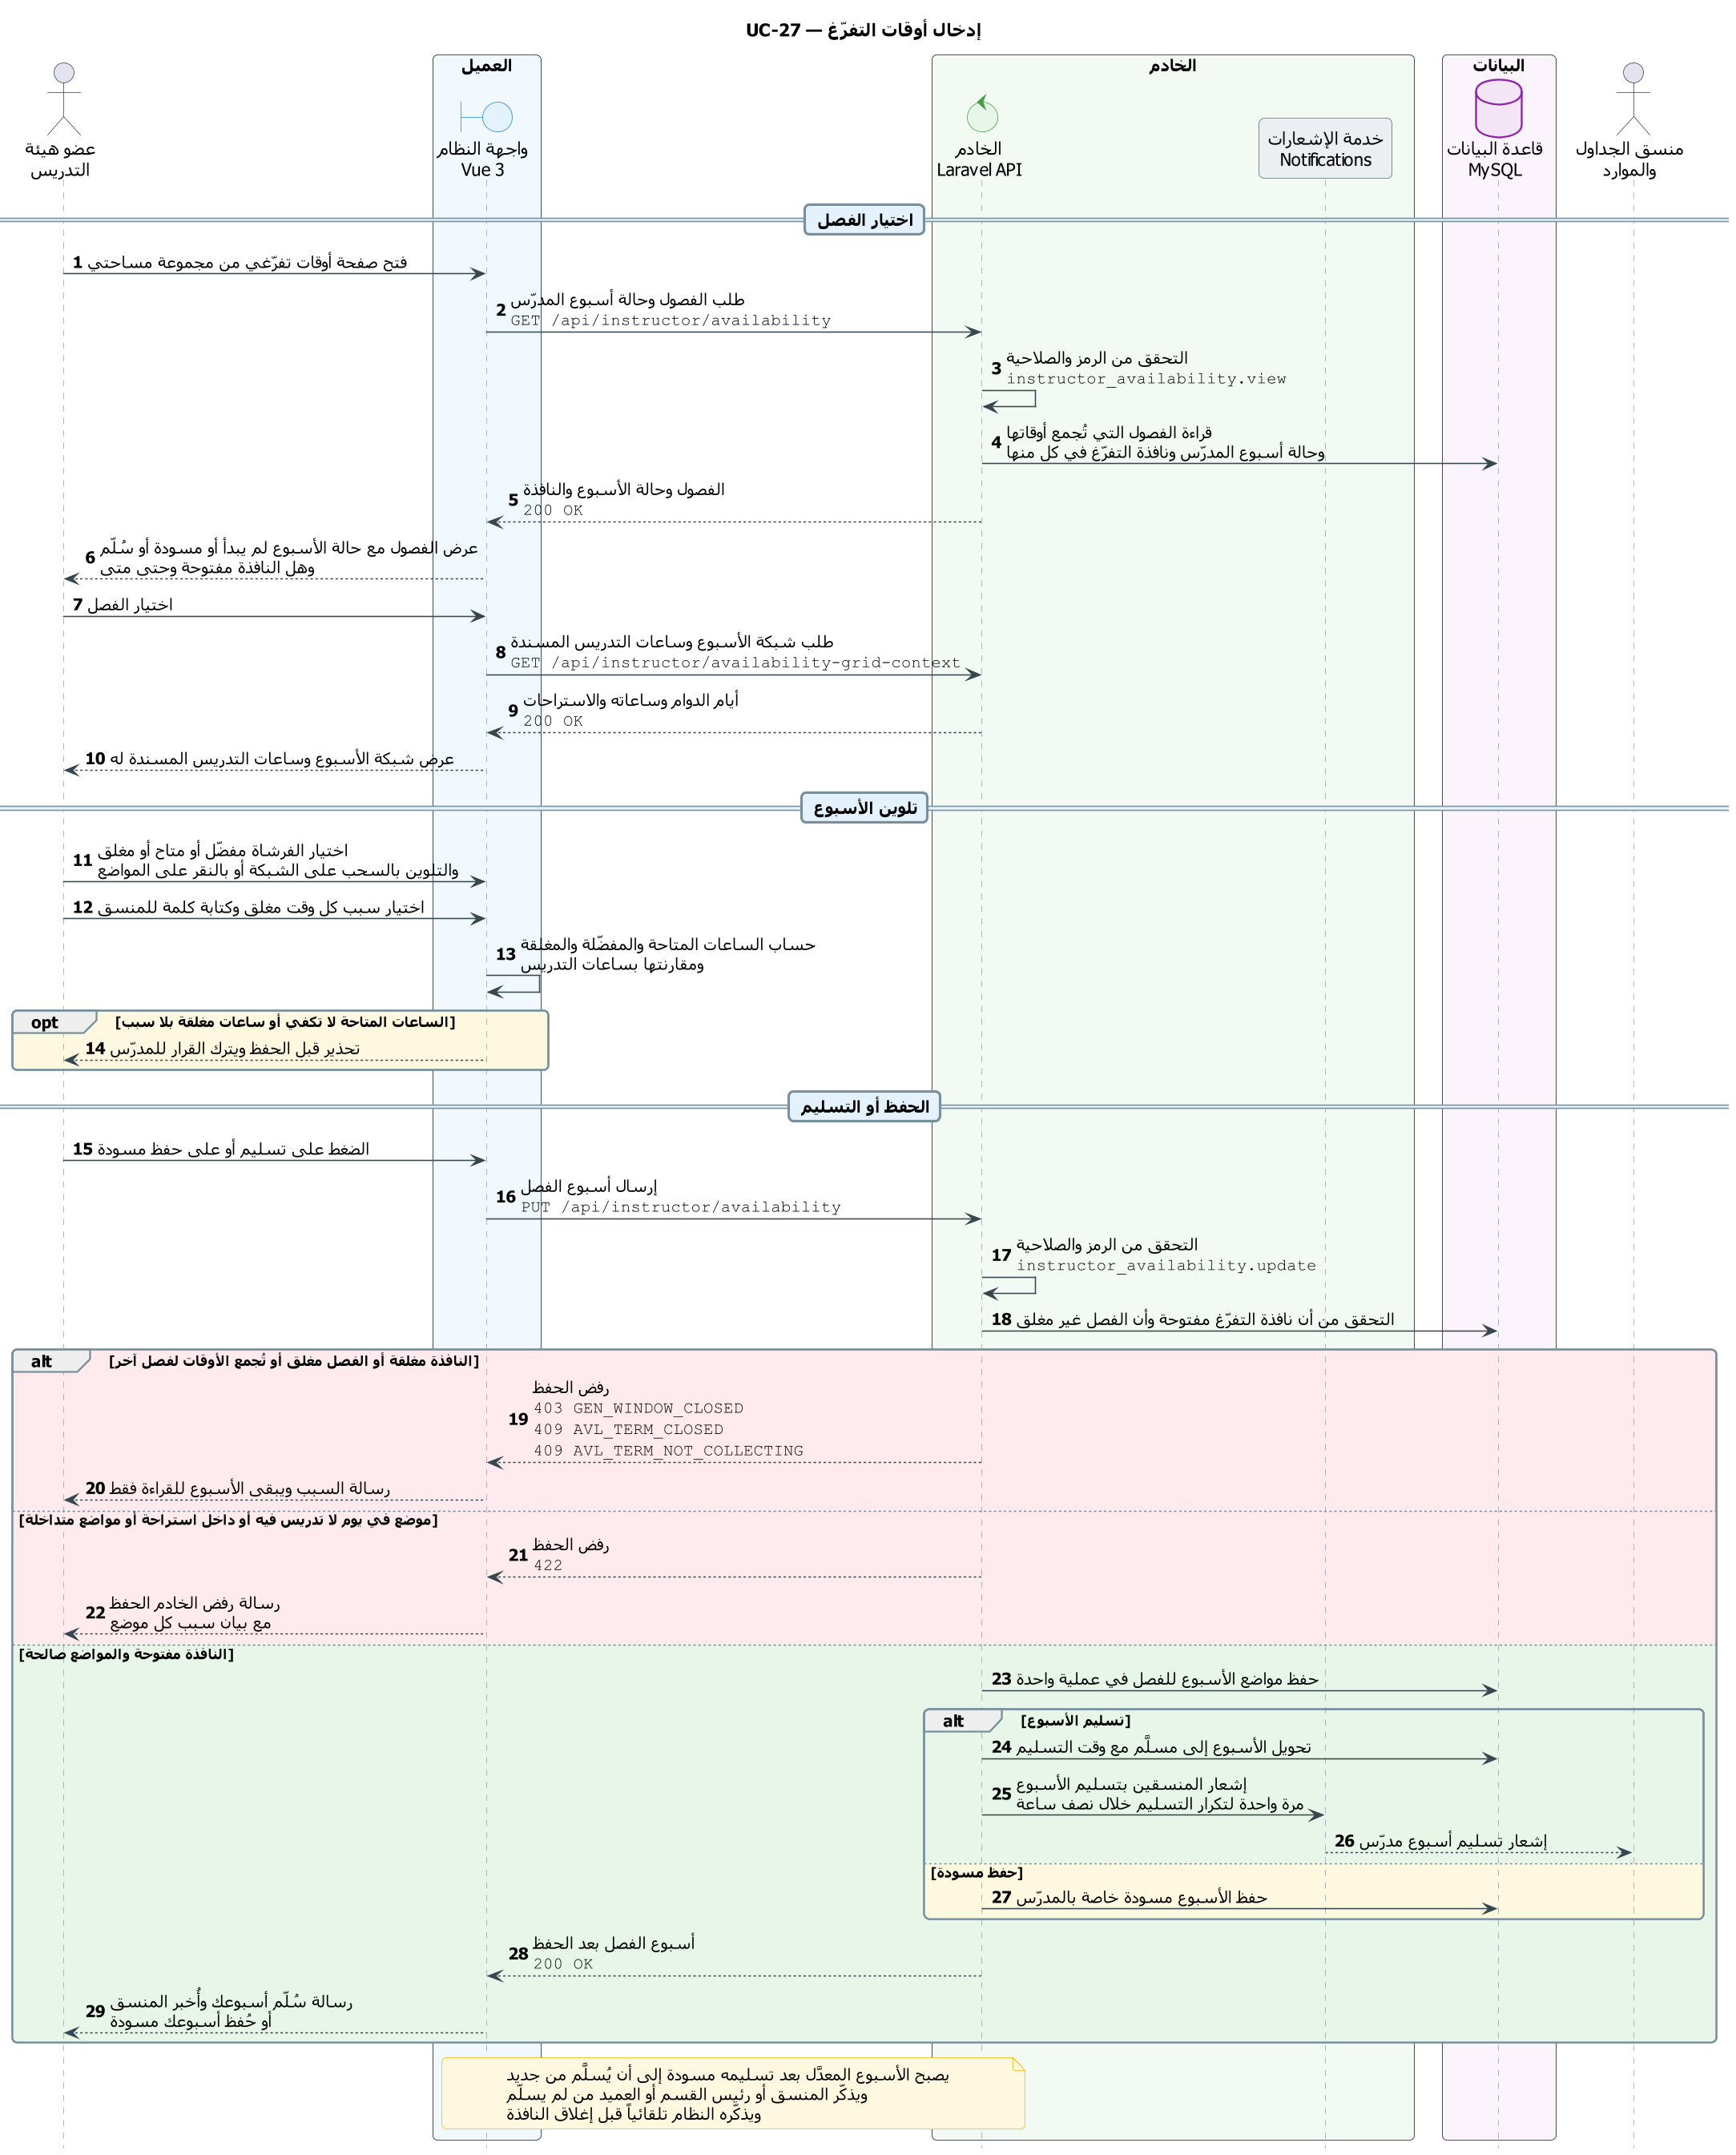 UC-27 — إدخال أوقات التفرّغ
العميل
الخادم
البيانات
عضو هيئة
التدريس
واجهة النظام
Vue 3
الخادم
Laravel API
خدمة الإشعارات
Notifications
قاعدة البيانات
MySQL
منسق الجداول
والموارد
اختيار الفصل
1 فتح صفحة أوقات تفرّغي من مجموعة مساحتي
2 طلب الفصول وحالة أسبوع المدرّس
GET /api/instructor/availability
3 التحقق من الرمز والصلاحية
instructor_availability.view
4 قراءة الفصول التي تُجمع أوقاتها
وحالة أسبوع المدرّس ونافذة التفرّغ في كل منها
5 الفصول وحالة الأسبوع والنافذة
200 OK
6 عرض الفصول مع حالة الأسبوع لم يبدأ أو مسودة أو سُلّم
وهل النافذة مفتوحة وحتى متى
7 اختيار الفصل
8 طلب شبكة الأسبوع وساعات التدريس المسندة
GET /api/instructor/availability-grid-context
9 أيام الدوام وساعاته والاستراحات
200 OK
10 عرض شبكة الأسبوع وساعات التدريس المسندة له
تلوين الأسبوع
11 اختيار الفرشاة مفضّل أو متاح أو مغلق
والتلوين بالسحب على الشبكة أو بالنقر على المواضع
12 اختيار سبب كل وقت مغلق وكتابة كلمة للمنسق
13 حساب الساعات المتاحة والمفضّلة والمغلقة
ومقارنتها بساعات التدريس
opt [الساعات المتاحة لا تكفي أو ساعات مغلقة بلا سبب]
14 تحذير قبل الحفظ ويترك القرار للمدرّس
الحفظ أو التسليم
15 الضغط على تسليم أو على حفظ مسودة
16 إرسال أسبوع الفصل
PUT /api/instructor/availability
17 التحقق من الرمز والصلاحية
instructor_availability.update
18 التحقق من أن نافذة التفرّغ مفتوحة وأن الفصل غير مغلق
alt [النافذة مغلقة أو الفصل مغلق أو تُجمع الأوقات لفصل آخر]
19 رفض الحفظ
403 GEN_WINDOW_CLOSED
409 AVL_TERM_CLOSED
409 AVL_TERM_NOT_COLLECTING
20 رسالة السبب ويبقى الأسبوع للقراءة فقط
[موضع في يوم لا تدريس فيه أو داخل استراحة أو مواضع متداخلة]
21 رفض الحفظ
422
22 رسالة رفض الخادم الحفظ
مع بيان سبب كل موضع
[النافذة مفتوحة والمواضع صالحة]
23 حفظ مواضع الأسبوع للفصل في عملية واحدة
alt [تسليم الأسبوع]
24 تحويل الأسبوع إلى مسلَّم مع وقت التسليم
25 إشعار المنسقين بتسليم الأسبوع
مرة واحدة لتكرار التسليم خلال نصف ساعة
26 إشعار تسليم أسبوع مدرّس
[حفظ مسودة]
27 حفظ الأسبوع مسودة خاصة بالمدرّس
28 أسبوع الفصل بعد الحفظ
200 OK
29 رسالة سُلّم أسبوعك وأُخبر المنسق
أو حُفظ أسبوعك مسودة
يصبح الأسبوع المعدَّل بعد تسليمه مسودة إلى أن يُسلَّم من جديد
ويذكّر المنسق أو رئيس القسم أو العميد من لم يسلّم
ويذكّره النظام تلقائياً قبل إغلاق النافذة